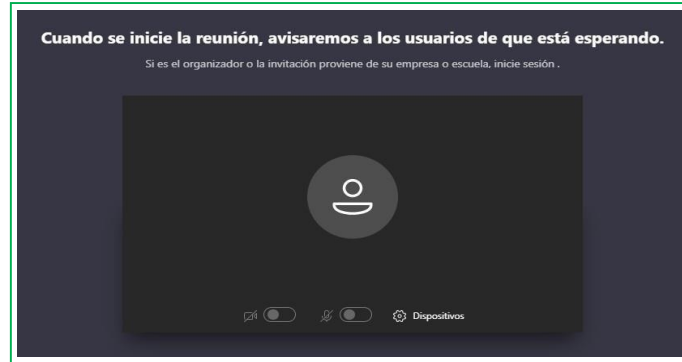 Cuando se inicie la reunión, avisaremos a los usuarios de que está esperando.
Si es el organizador o la invitación proviene de su empresa o escuela, inicie sesión .
Dispositivos